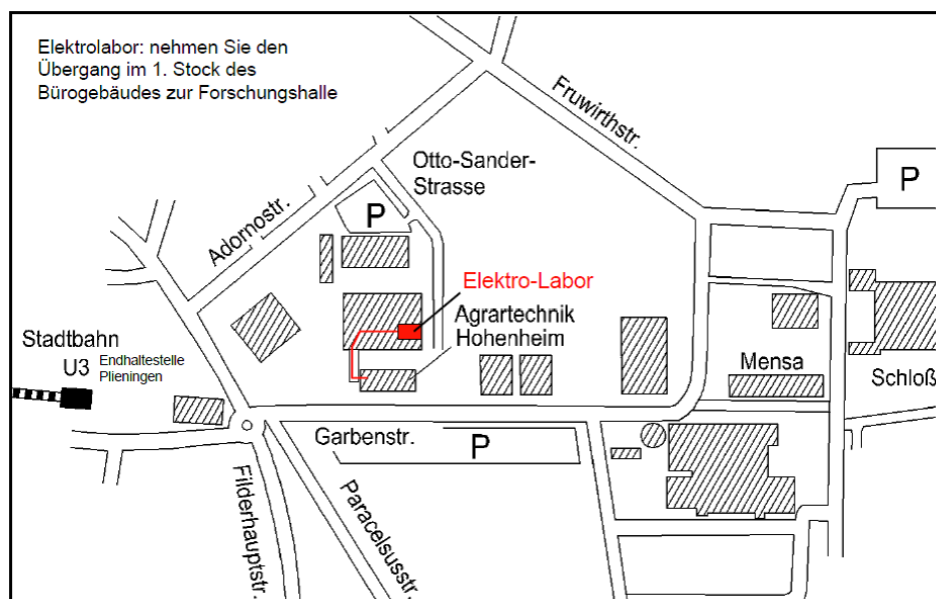 Elektrolabor: nehmen Sie den
Übergang im 1. Stock des
Bürogebäudes zur Forschungshalle
Fruwirthstr.
Otto-Sander-
Strasse
P
P
Adornostr.
Elektro-Labor
Agrartechnik
Hohenheim
Stadtbahn
U3 Endhaltestelle
Plieningen
Mensa
Schloß
Garbenstr.
P
Filderhauptstr.
Paracelsusstr.